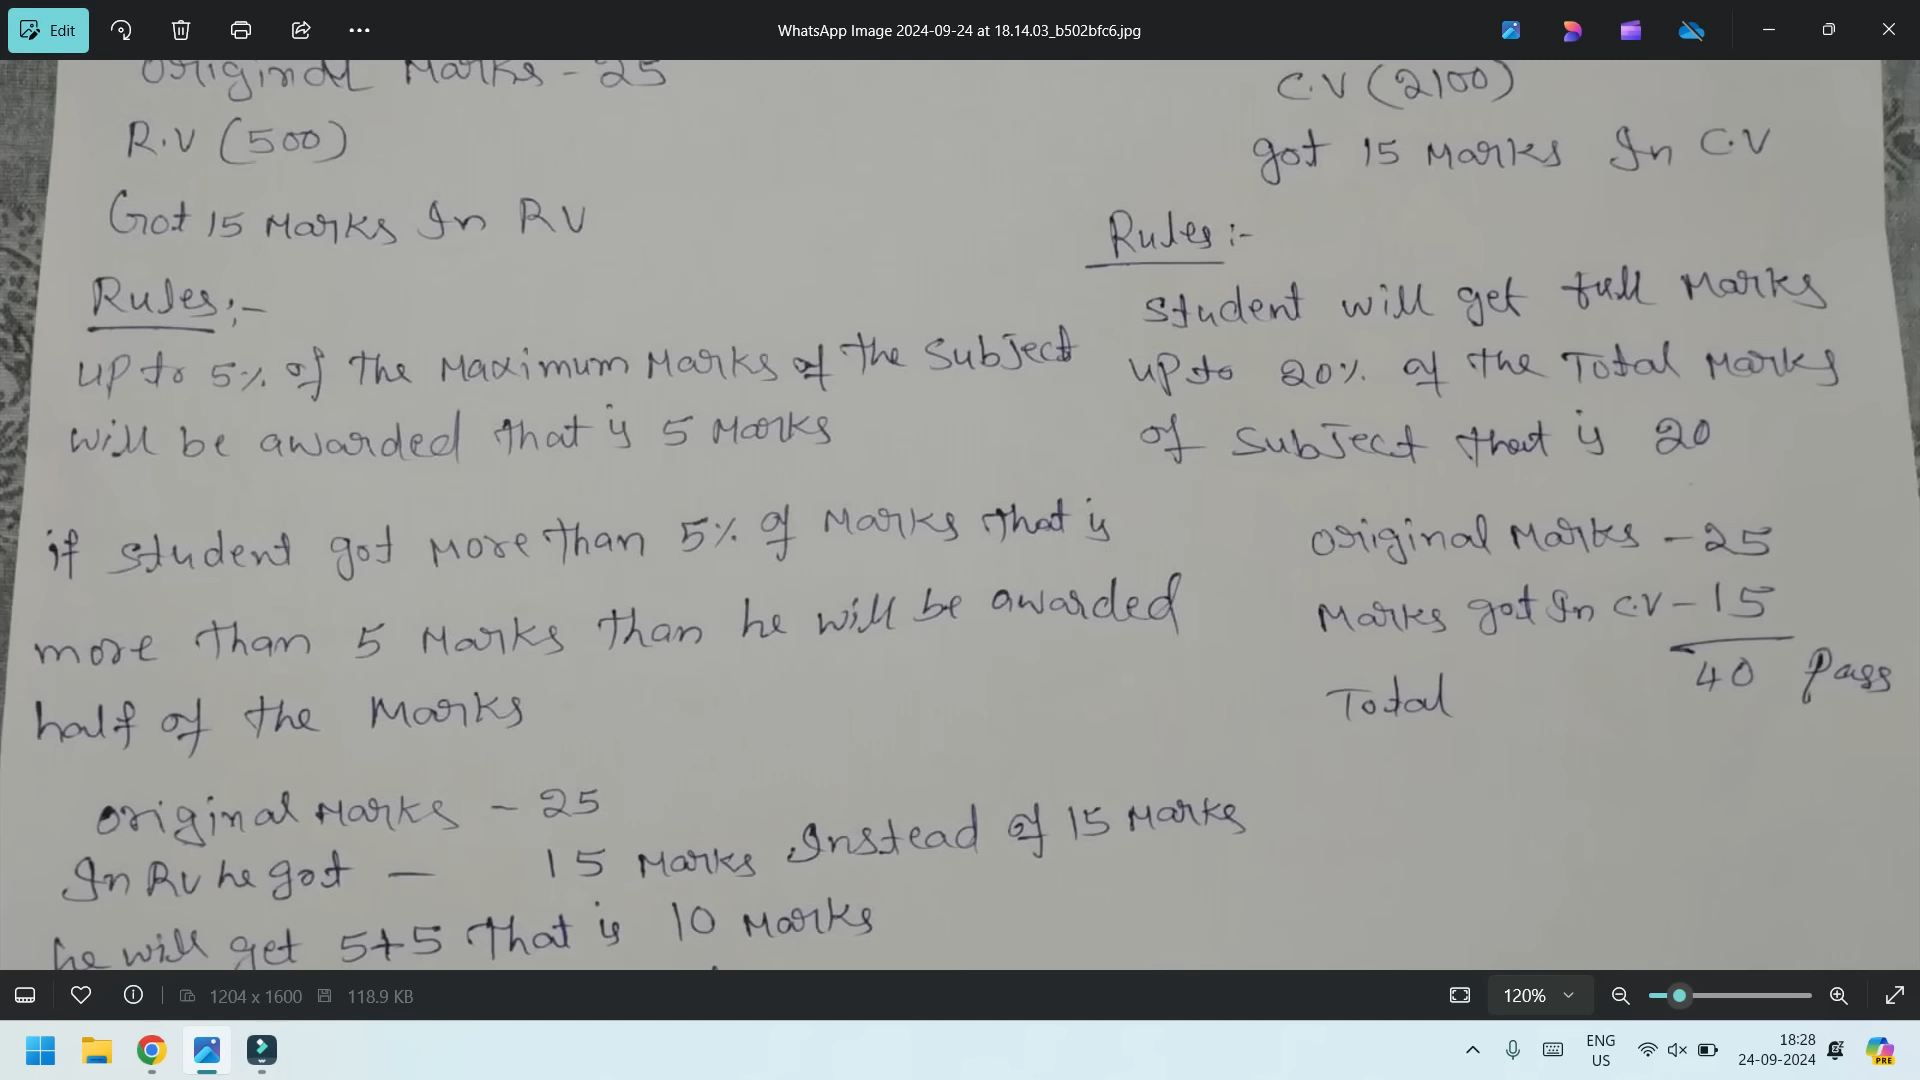 Edit
WhatsApp Image 2024-09-24 at 18.14.03_b502bfc6.jpg
Original Marks - 25
R.V (500)
Got 15 Marks In RV
Rules :-
UP to 5% of the Maximum Marks of the Subject
will be awarded that is 5 Marks
if student got more than 5% of Marks that is
more than 5 Marks than he will be awarded
half of the Marks
Original Marks - 25
In RV he got - 15 Marks Instead of 15 Marks
he will get 5+5 that is 10 Marks
C.V (2100)
got 15 Marks In C.V
Rules :-
Student will get full Marks
UP to 20% of the Total Marks
of Subject that is 20
Original Marks - 25
Marks got In C.V - 15
Total 40 Pass
1204 x 1600
118.9 KB
120%
ENG
US
18:28
24-09-2024
PRE